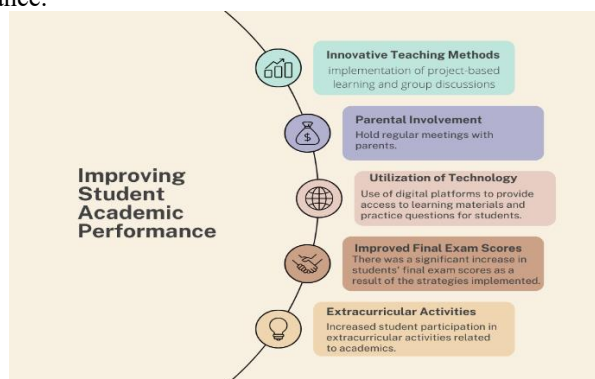 Improving
Student
Academic
Performance
Innovative Teaching Methods
implementation of project-based
learning and group discussions
Parental Involvement
Hold regular meetings with
parents.
$
Utilization of Technology
Use of digital platforms to provide
access to learning materials and
practice questions for students.
Improved Final Exam Scores
There was a significant increase in
students' final exam scores as a
result of the strategies implemented.
Extracurricular Activities
Increased student participation in
extracurricular activities related
to academics.